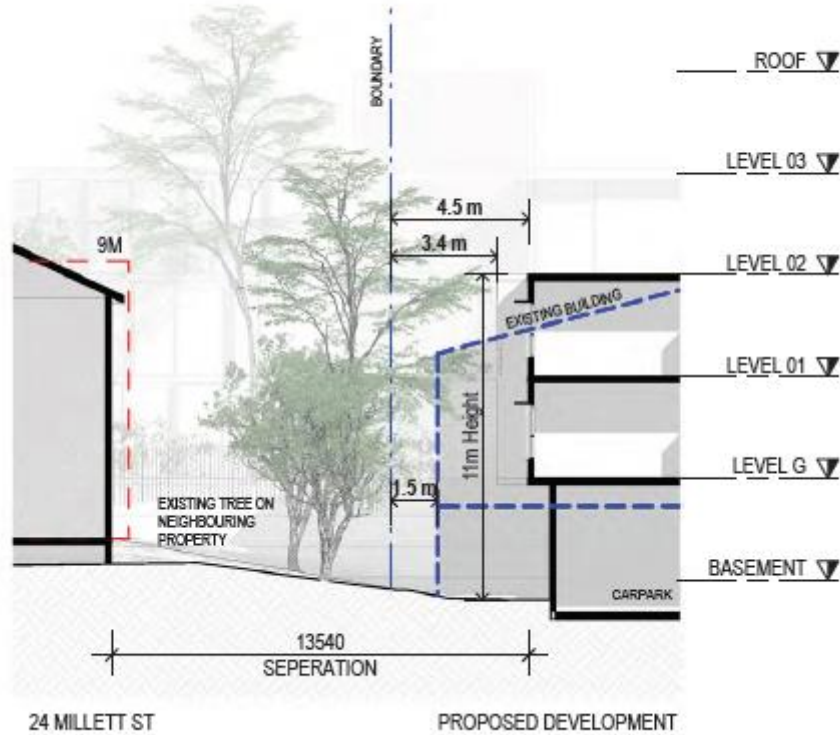 BOUNDARY
ROOF
LEVEL 03
4.5 m
3.4 m
9M
LEVEL 02
EXISTING BUILDING
LEVEL 01
11m Height
LEVEL G
1.5 m
EXISTING TREE ON
NEIGHBOURING
PROPERTY
BASEMENT
CARPARK
13540
SEPERATION
24 MILLETT ST
PROPOSED DEVELOPMENT